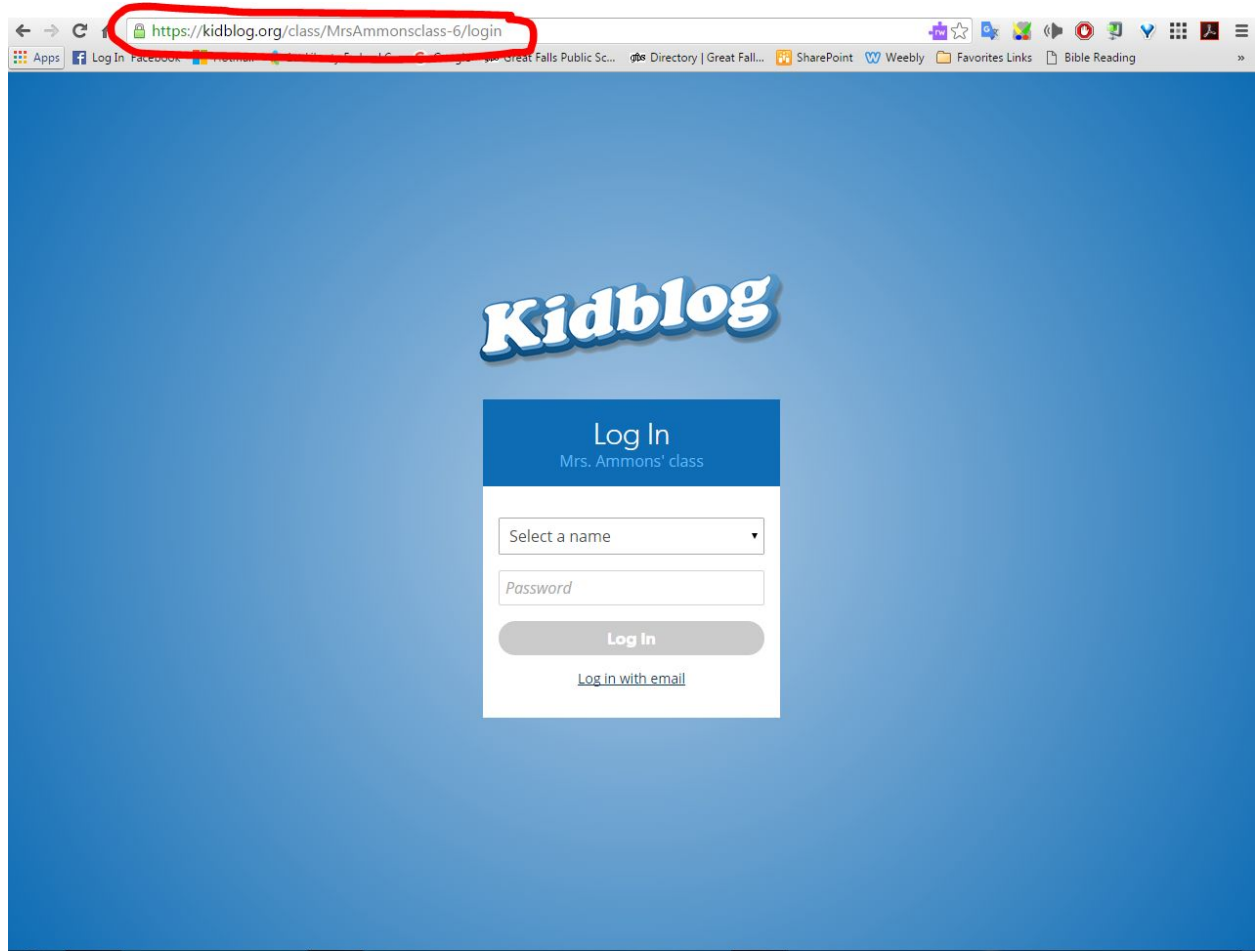 https://kidblog.org/class/MrsAmmonsclass-6/login
Apps Log In Facebook Great Falls Public Sc... gfps Directory | Great Fall... SharePoint Weebly Favorites Links Bible Reading »
Kidblog
Log In
Mrs. Ammons' class
Select a name
Password
Log In
Log in with email